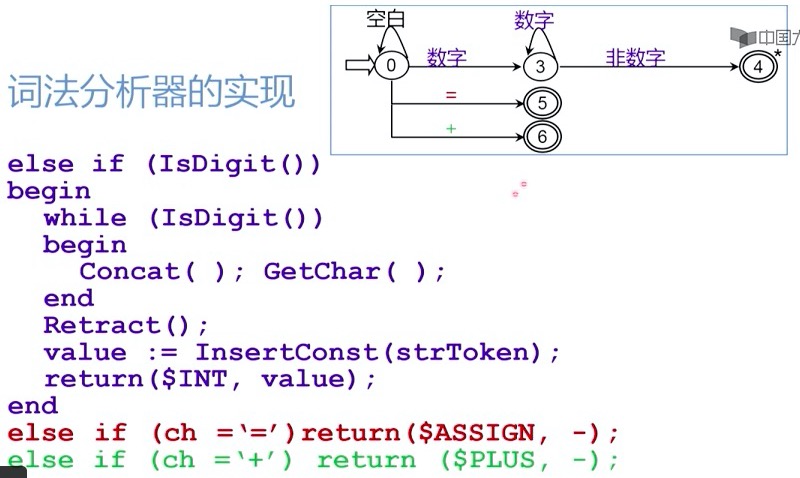 空白
数字
中国
0
数字
3
非数字
4
*
词法分析器的实现
=
5
+
6
else if (IsDigit())
begin
while (IsDigit())
begin
Concat( ); GetChar( );
end
Retract();
value := InsertConst(strToken);
return($INT, value);
end
else if (ch =‘=’)return($ASSIGN, -);
else if (ch =‘+’) return ($PLUS, -);